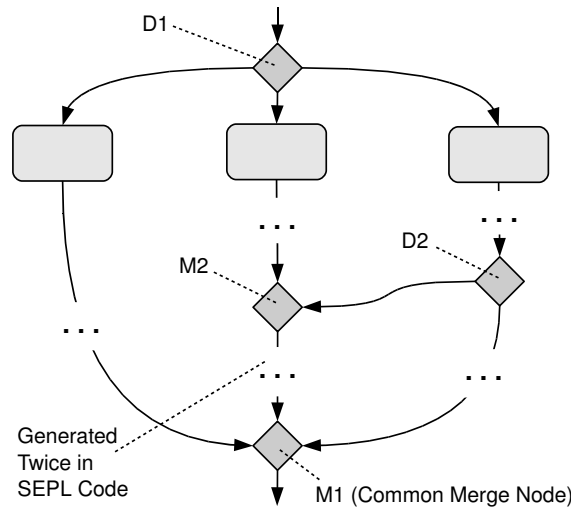 D1
. . .
. . .
D2
M2
. . .
. . .
. . .
Generated
Twice in
SEPL Code
M1 (Common Merge Node)